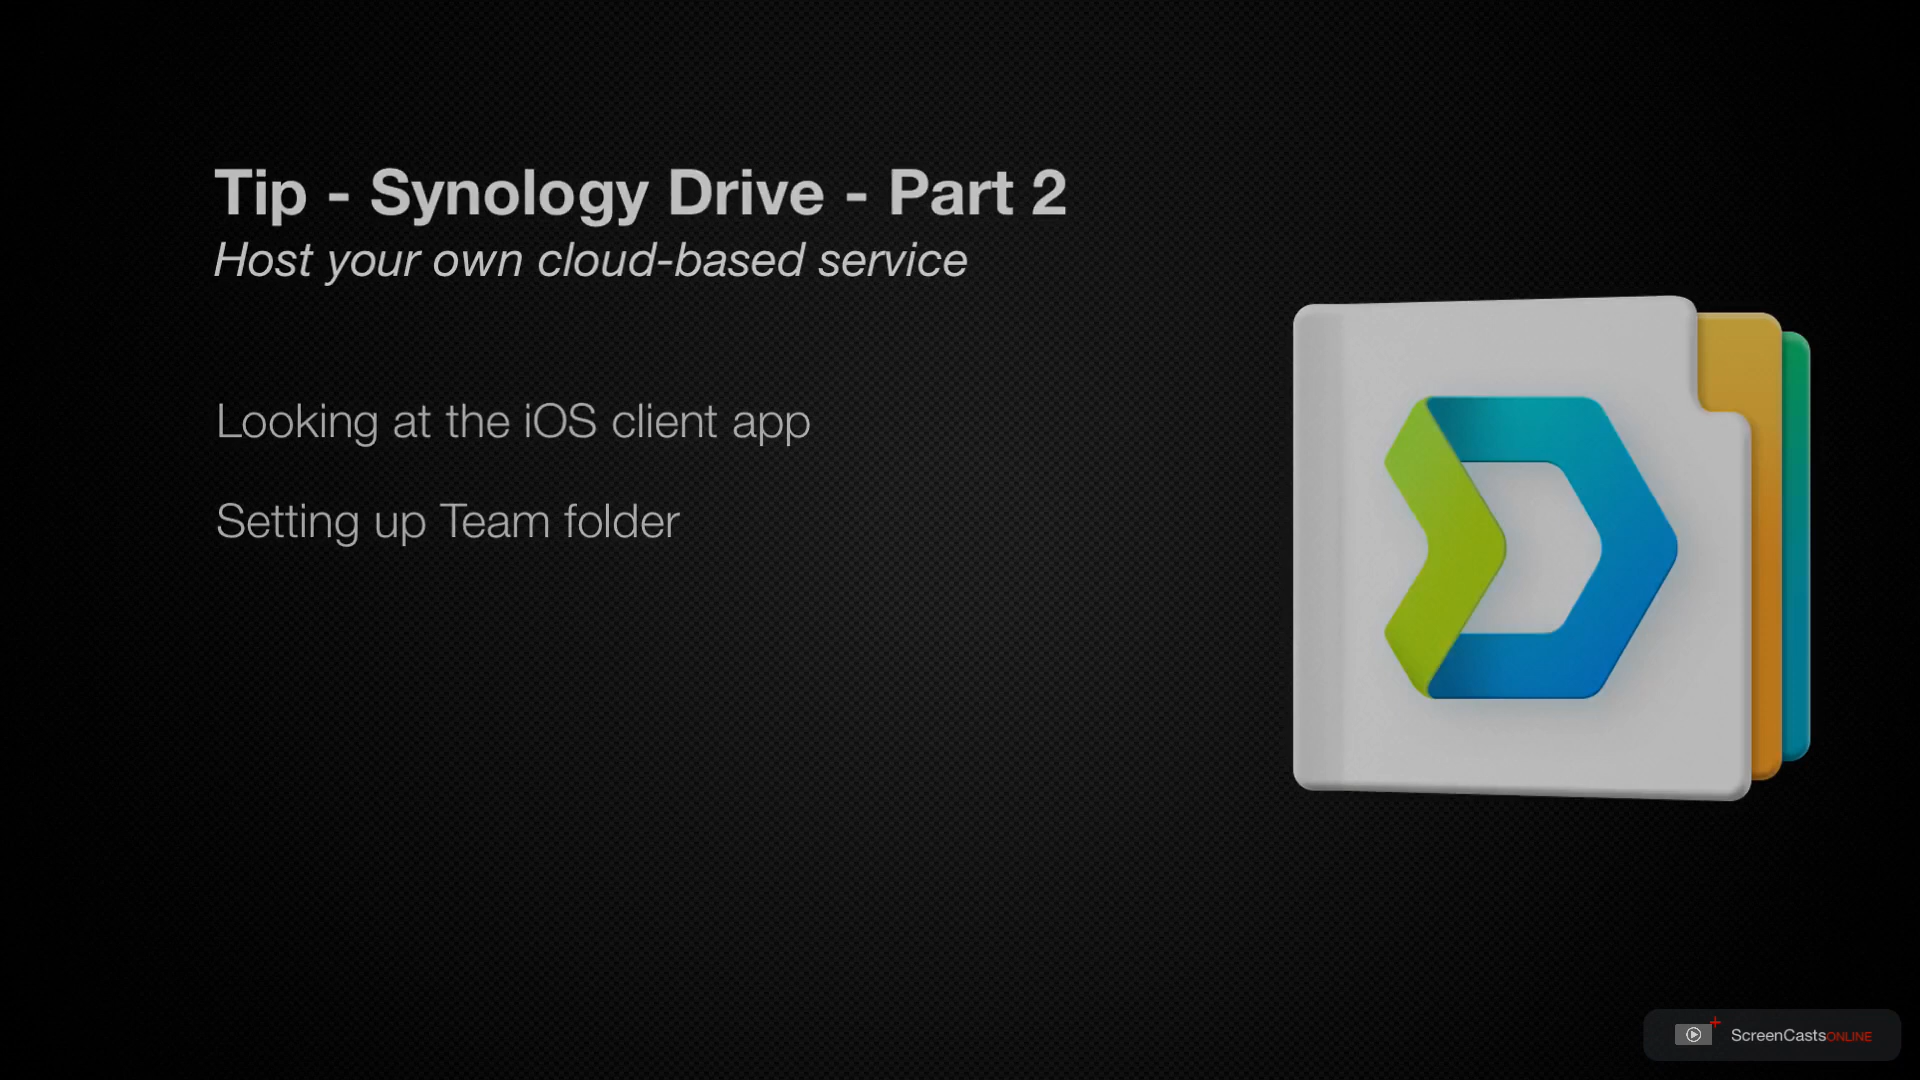 Tip - Synology Drive - Part 2
Host your own cloud-based service
Looking at the iOS client app
Setting up Team folder
ScreenCastsONLINE